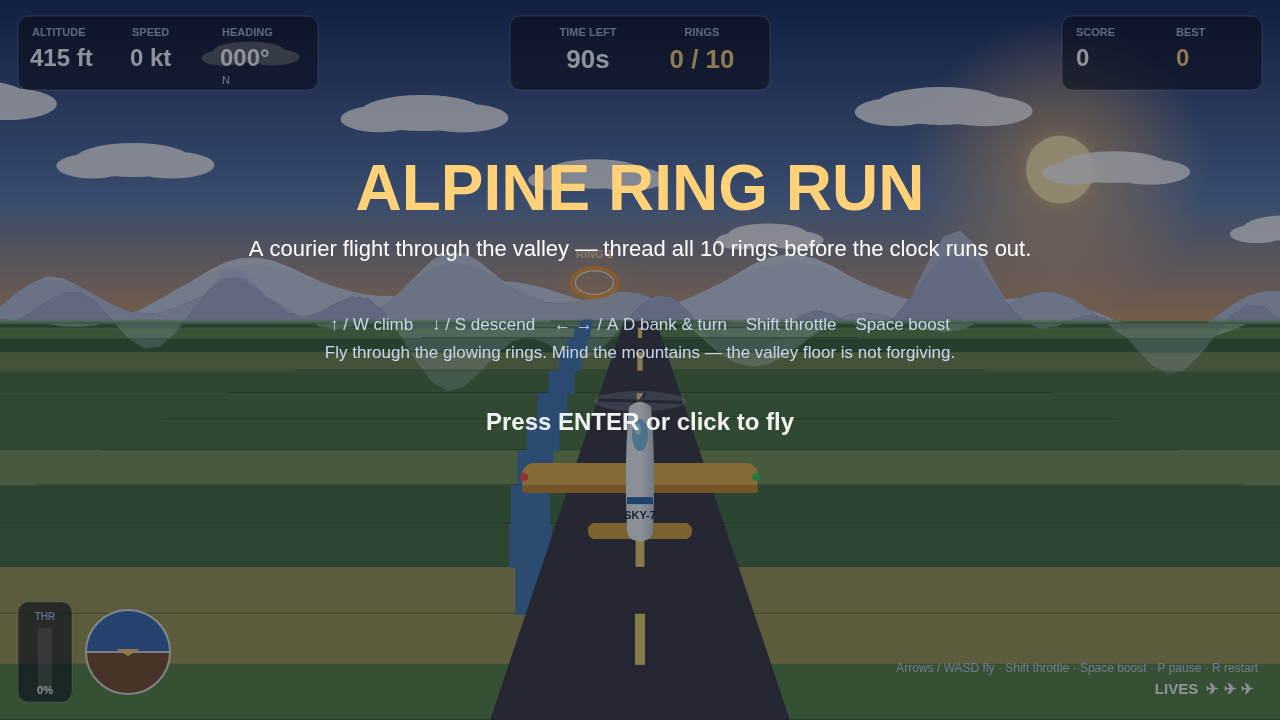 ALTITUDE SPEED HEADING
415 ft 0 kt 000°
N
TIME LEFT RINGS
90s 0 / 10
SCORE BEST
0 0
ALPINE RING RUN
A courier flight through the valley — thread all 10 rings before the clock runs out.
RING
↑ / W climb ↓ / S descend ← → / A D bank & turn Shift throttle Space boost
Fly through the glowing rings. Mind the mountains — the valley floor is not forgiving.
Press ENTER or click to fly
SKY-7
THR
0%
Arrows / WASD fly · Shift throttle · Space boost · P pause · R restart
LIVES ✈ ✈ ✈